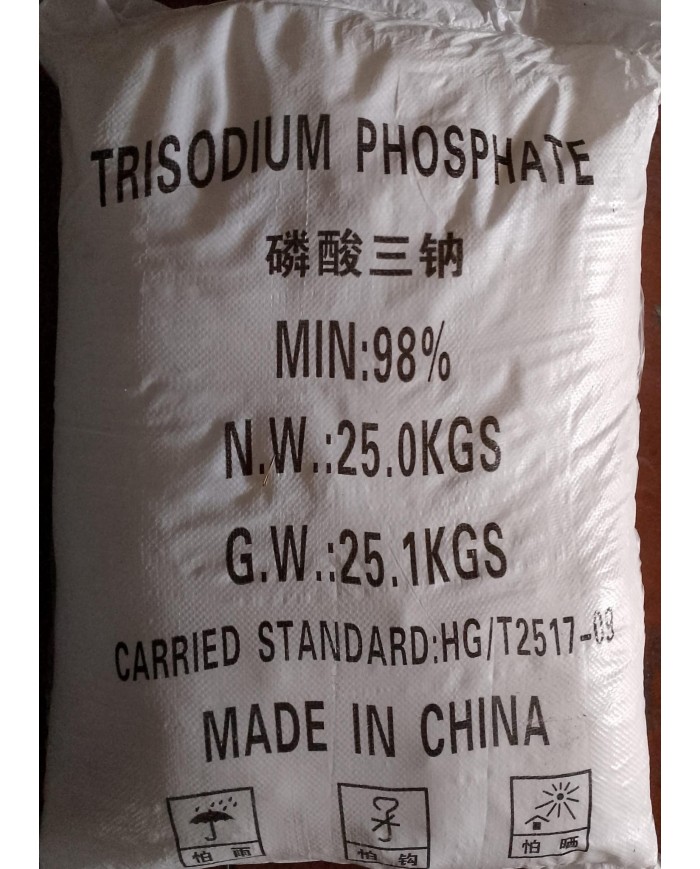 TRISODIUM PHOSPHATE
磷酸三钠
MIN:98%
N.W.:25.0KGS
G.W.:25.1KGS
CARRIED STANDARD:HG/T2517-09
MADE IN CHINA
怕雨
怕钩
怕晒